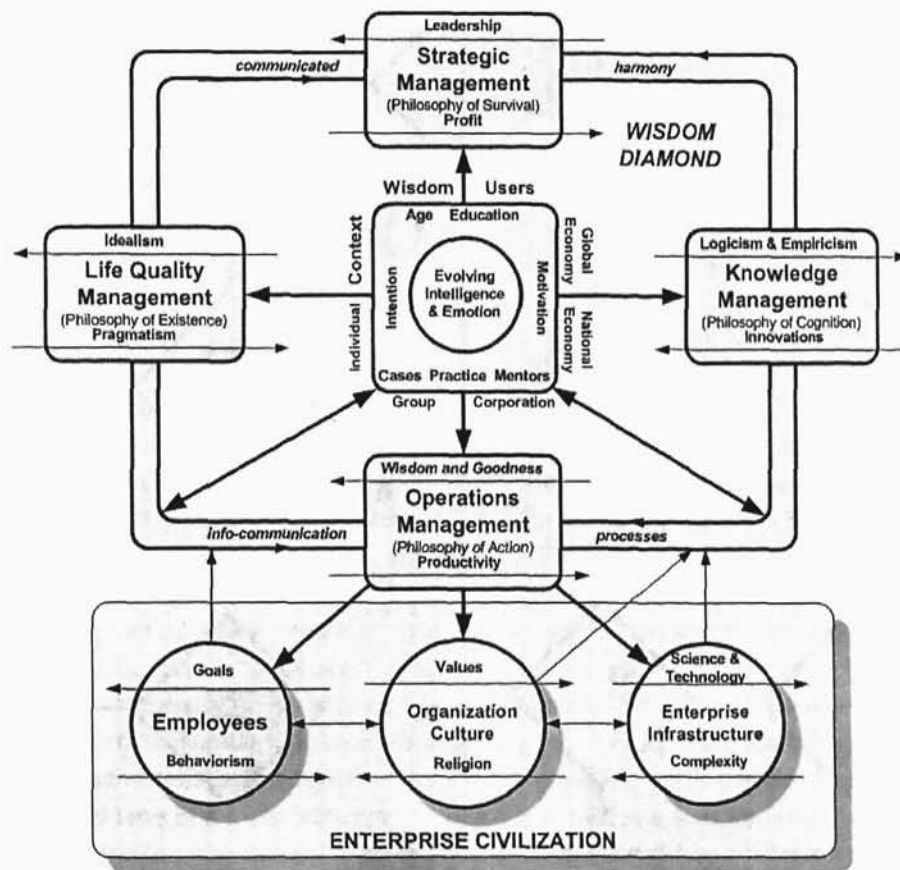 Leadership
Strategic
Management
(Philosophy of Survival)
Profit
communicated
harmony
WISDOM
DIAMOND
Wisdom Users
Age Education
Context
Individual
Intention
Evolving
Intelligence
& Emotion
Motivation
Global
Economy
National
Economy
Cases Practice Mentors
Group Corporation
Idealism
Life Quality
Management
(Philosophy of Existence)
Pragmatism
Logicism & Empiricism
Knowledge
Management
(Philosophy of Cognition)
Innovations
Wisdom and Goodness
Operations
Management
(Philosophy of Action)
Productivity
info-communication
processes
Goals
Employees
Behaviorism
Values
Organization
Culture
Religion
Science &
Technology
Enterprise
Infrastructure
Complexity
ENTERPRISE CIVILIZATION